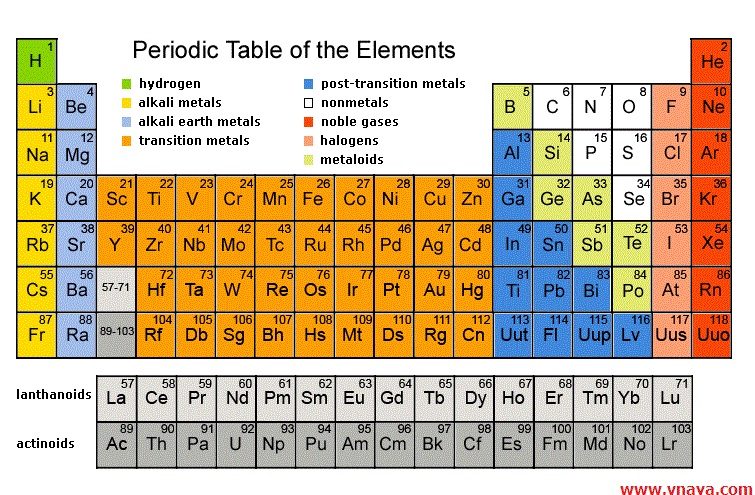 Periodic Table of the Elements
hydrogen
alkali metals
alkali earth metals
transition metals
post-transition metals
nonmetals
noble gases
halogens
metaloids
1 H 2 He
3 Li 4 Be 5 B 6 C 7 N 8 O 9 F 10 Ne
11 Na 12 Mg 13 Al 14 Si 15 P 16 S 17 Cl 18 Ar
19 K 20 Ca 21 Sc 22 Ti 23 V 24 Cr 25 Mn 26 Fe 27 Co 28 Ni 29 Cu 30 Zn 31 Ga 32 Ge 33 As 34 Se 35 Br 36 Kr
37 Rb 38 Sr 39 Y 40 Zr 41 Nb 42 Mo 43 Tc 44 Ru 45 Rh 46 Pd 47 Ag 48 Cd 49 In 50 Sn 51 Sb 52 Te 53 I 54 Xe
55 Cs 56 Ba 57-71 72 Hf 73 Ta 74 W 75 Re 76 Os 77 Ir 78 Pt 79 Au 80 Hg 81 Ti 82 Pb 83 Bi 84 Po 85 At 86 Rn
87 Fr 88 Ra 89-103 104 Rf 105 Db 106 Sg 107 Bh 108 Hs 109 Mt 110 Ds 111 Rg 112 Cn 113 Uut 114 Fl 115 Uup 116 Lv 117 Uus 118 Uuo
lanthanoids 57 La 58 Ce 59 Pr 60 Nd 61 Pm 62 Sm 63 Eu 64 Gd 65 Tb 66 Dy 67 Ho 68 Er 69 Tm 70 Yb 71 Lu
actinoids 89 Ac 90 Th 91 Pa 92 U 93 Np 94 Pu 95 Am 96 Cm 97 Bk 98 Cf 99 Es 100 Fm 101 Md 102 No 103 Lr
www.vnava.com